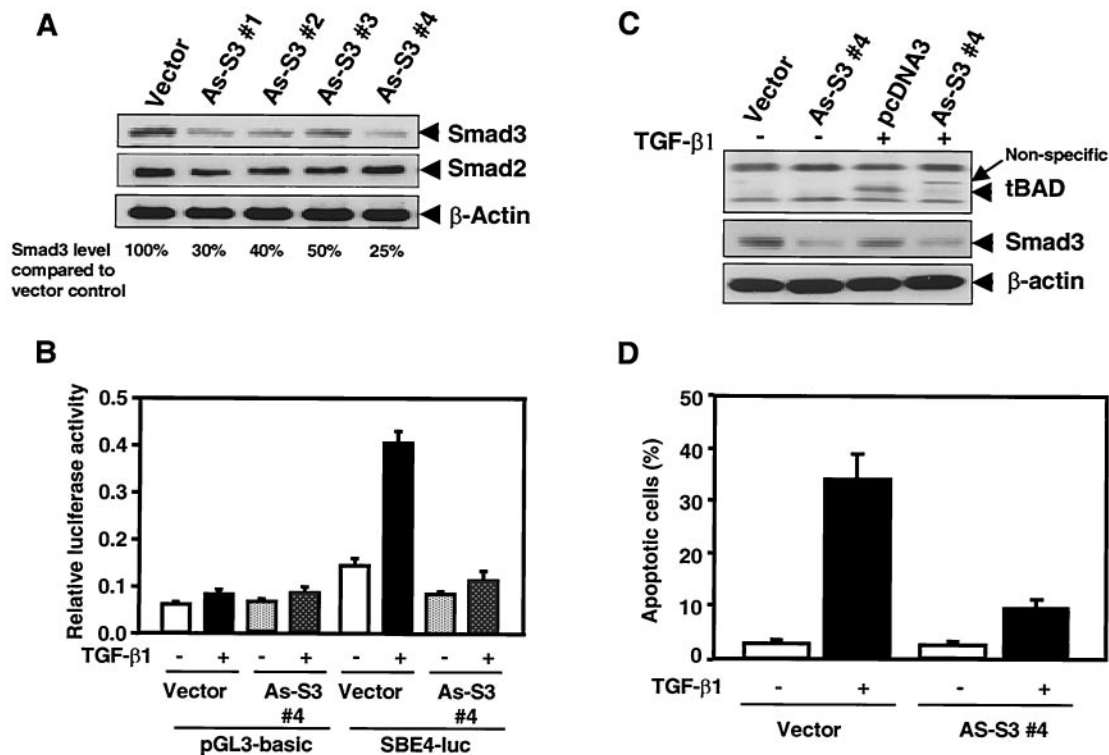 A
Vector
As-S3 #1
As-S3 #2
As-S3 #3
As-S3 #4
Smad3
Smad2
β-Actin
Smad3 level 100% 30% 40% 50% 25%
compared to
vector control
B
Relative luciferase activity
0.5
0.4
0.3
0.2
0.1
0.0
TGF-β1 - + - + - + - +
Vector As-S3 #4 Vector As-S3 #4
pGL3-basic SBE4-luc
C
Vector
As-S3 #4
pcDNA3
As-S3 #4
TGF-β1 - - + +
Non-specific
tBAD
Smad3
β-actin
D
Apoptotic cells (%)
50
40
30
20
10
0
TGF-β1 - + - +
Vector AS-S3 #4